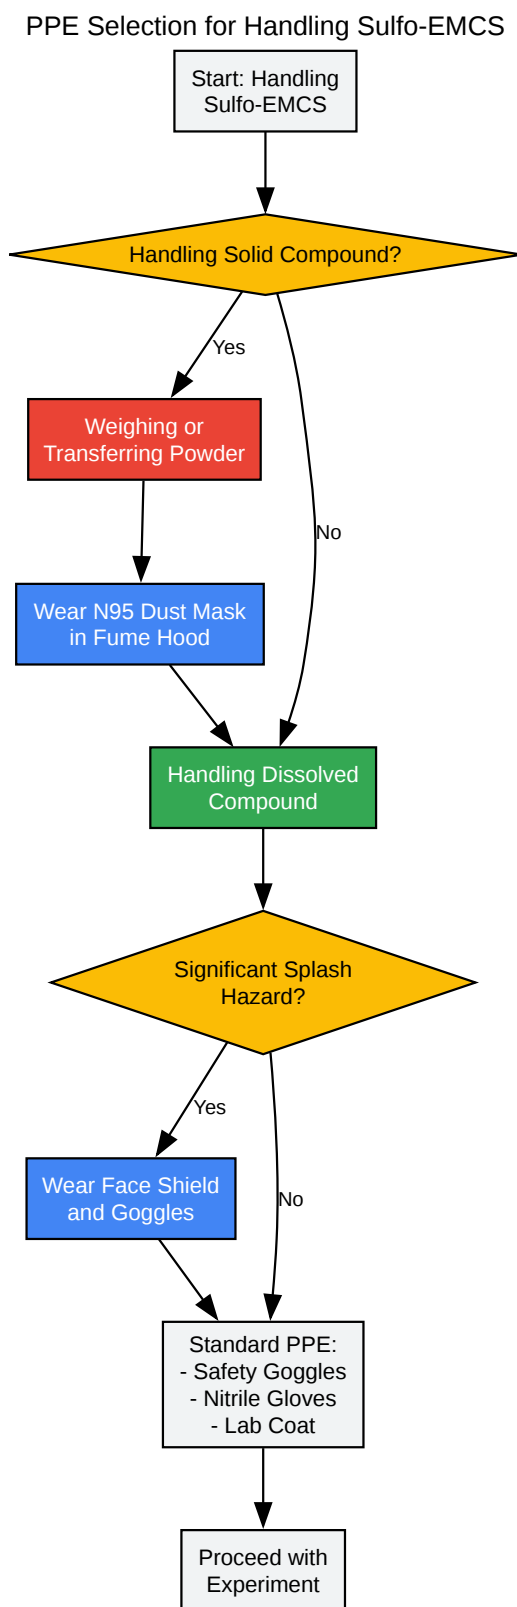 PPE Selection for Handling Sulfo-EMCS
Start: Handling
Sulfo-EMCS
Handling Solid Compound?
Yes
Weighing or
Transferring Powder
No
Wear N95 Dust Mask
in Fume Hood
Handling Dissolved
Compound
Significant Splash
Hazard?
Yes
Wear Face Shield
and Goggles
No
Standard PPE:
- Safety Goggles
- Nitrile Gloves
- Lab Coat
Proceed with
Experiment